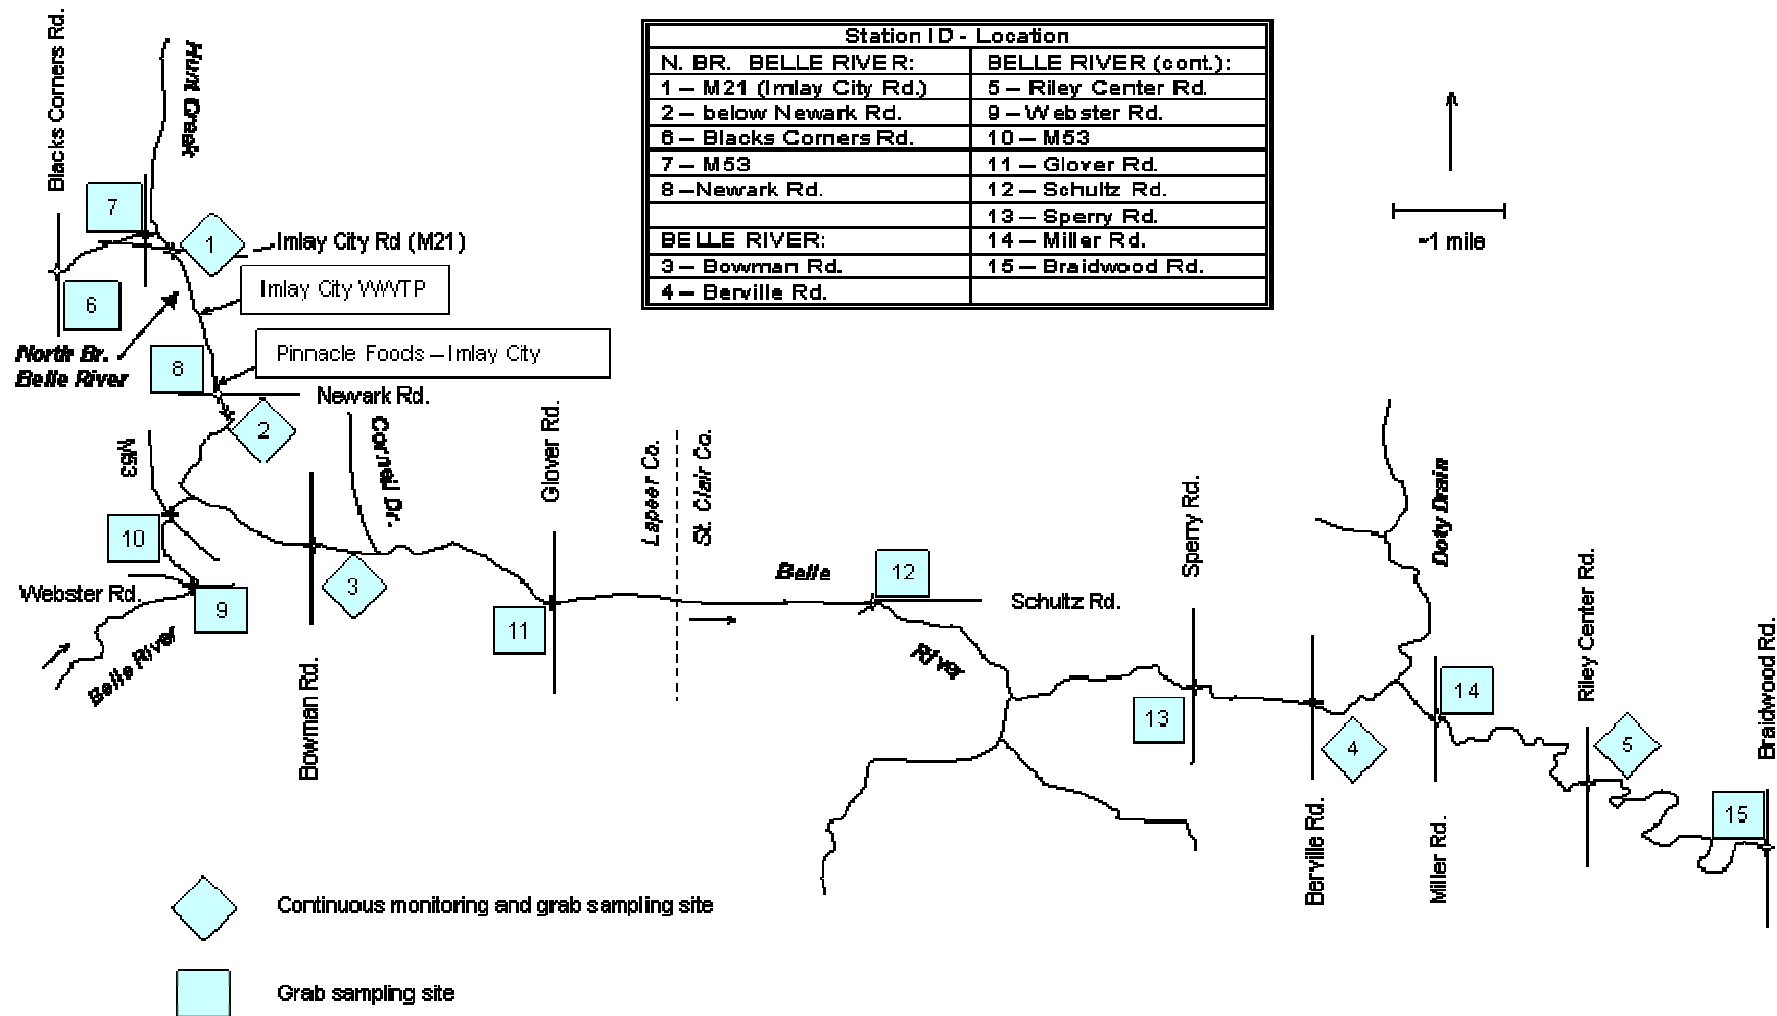 Station ID - Location
N. BR. BELLE RIVER:
BELLE RIVER (cont.):
1 – M21 (Imlay City Rd.)
5 – Riley Center Rd.
2 – below Newark Rd.
9 – Webster Rd.
6 – Blacks Corners Rd.
10 – M53
7 – M53
11 – Glover Rd.
8 –Newark Rd.
12 – Schultz Rd.
13 – Sperry Rd.
BELLE RIVER:
14 – Miller Rd.
3 – Bowman Rd.
15 – Braidwood Rd.
4 – Berville Rd.
~1 mile
Blacks Corners Rd.
Hunt Creek
7
1
Imlay City Rd (M21)
6
Imlay City WWTP
North Br.
Belle River
8
Pinnacle Foods – Imlay City
Newark Rd.
2
M53
Cornell Dr.
Glover Rd.
Lapeer Co.
St. Clair Co.
10
Webster Rd.
9
3
Belle River
Bowman Rd.
11
Belle
12
Schultz Rd.
River
Sperry Rd.
13
Doty Drain
4
Berville Rd.
14
Miller Rd.
Riley Center Rd.
5
15
Braidwood Rd.
Continuous monitoring and grab sampling site
Grab sampling site